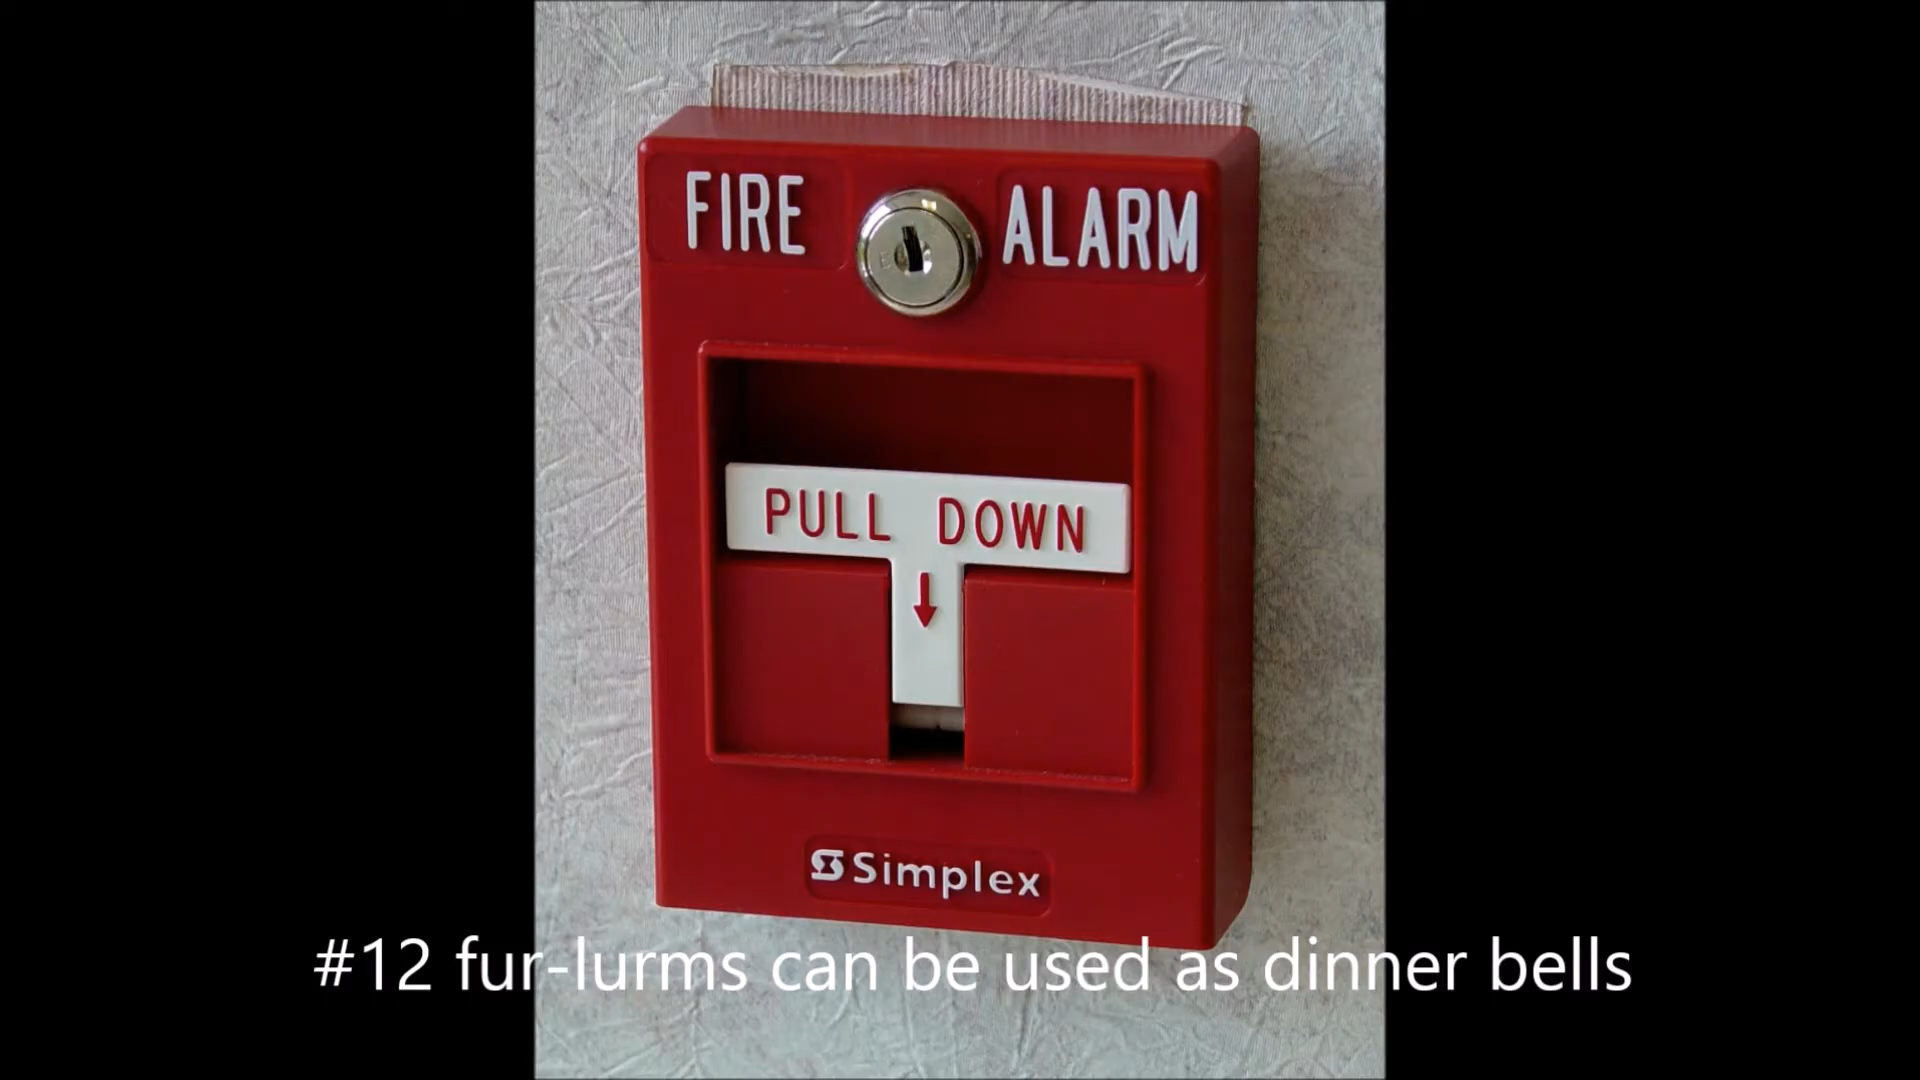 FIRE ALARM
PULL DOWN
Simplex
#12 fur-lurms can be used as dinner bells